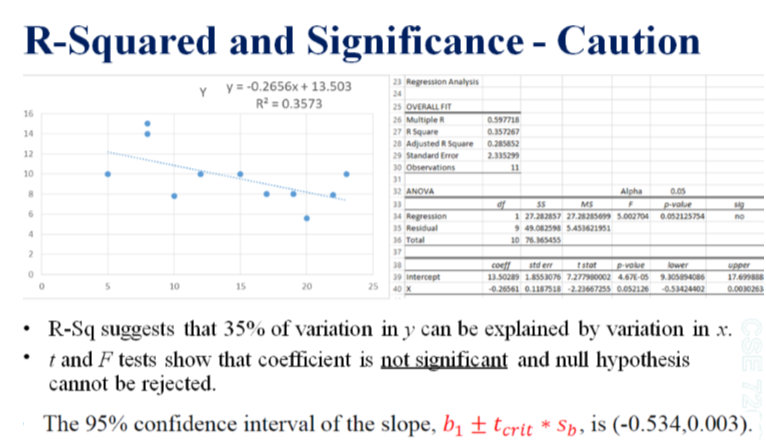 R-Squared and Significance - Caution
Y y = -0.2656x + 13.503
R² = 0.3573
16
14
12
10
8
6
4
2
0
0 5 10 15 20 25
23 Regression Analysis
24
25 OVERALL FIT
26 Multiple R 0.597718
27 R Square 0.357267
28 Adjusted R Square 0.285852
29 Standard Error 2.335299
30 Observations 11
31
32 ANOVA Alpha 0.05
33 df SS MS F p-value sig
34 Regression 1 27.282857 27.28285699 5.002704 0.052125754 no
35 Residual 9 49.082598 5.453621951
36 Total 10 76.365455
37
38 coeff std err t stat p-value lower upper
39 Intercept 13.50289 1.8553076 7.277980002 4.67E-05 9.305894086 17.699888
40 X -0.26561 0.1187518 -2.23667255 0.052126 -0.53424402 0.0030263
• R-Sq suggests that 35% of variation in y can be explained by variation in x.
• t and F tests show that coefficient is not significant and null hypothesis
cannot be rejected.
The 95% confidence interval of the slope, b₁ ± t_crit * s_b, is (-0.534,0.003).